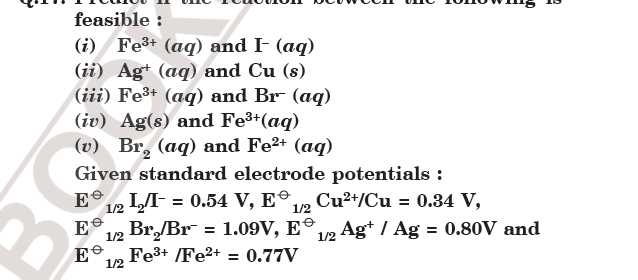 feasible :
(i) Fe³⁺ (aq) and I⁻ (aq)
(ii) Ag⁺ (aq) and Cu (s)
(iii) Fe³⁺ (aq) and Br⁻ (aq)
(iv) Ag(s) and Fe³⁺(aq)
(v) Br₂ (aq) and Fe²⁺ (aq)
Given standard electrode potentials :
E⊖1/2 I₂/I⁻ = 0.54 V, E⊖1/2 Cu²⁺/Cu = 0.34 V,
E⊖1/2 Br₂/Br⁻ = 1.09V, E⊖1/2 Ag⁺ / Ag = 0.80V and
E⊖1/2 Fe³⁺ /Fe²⁺ = 0.77V